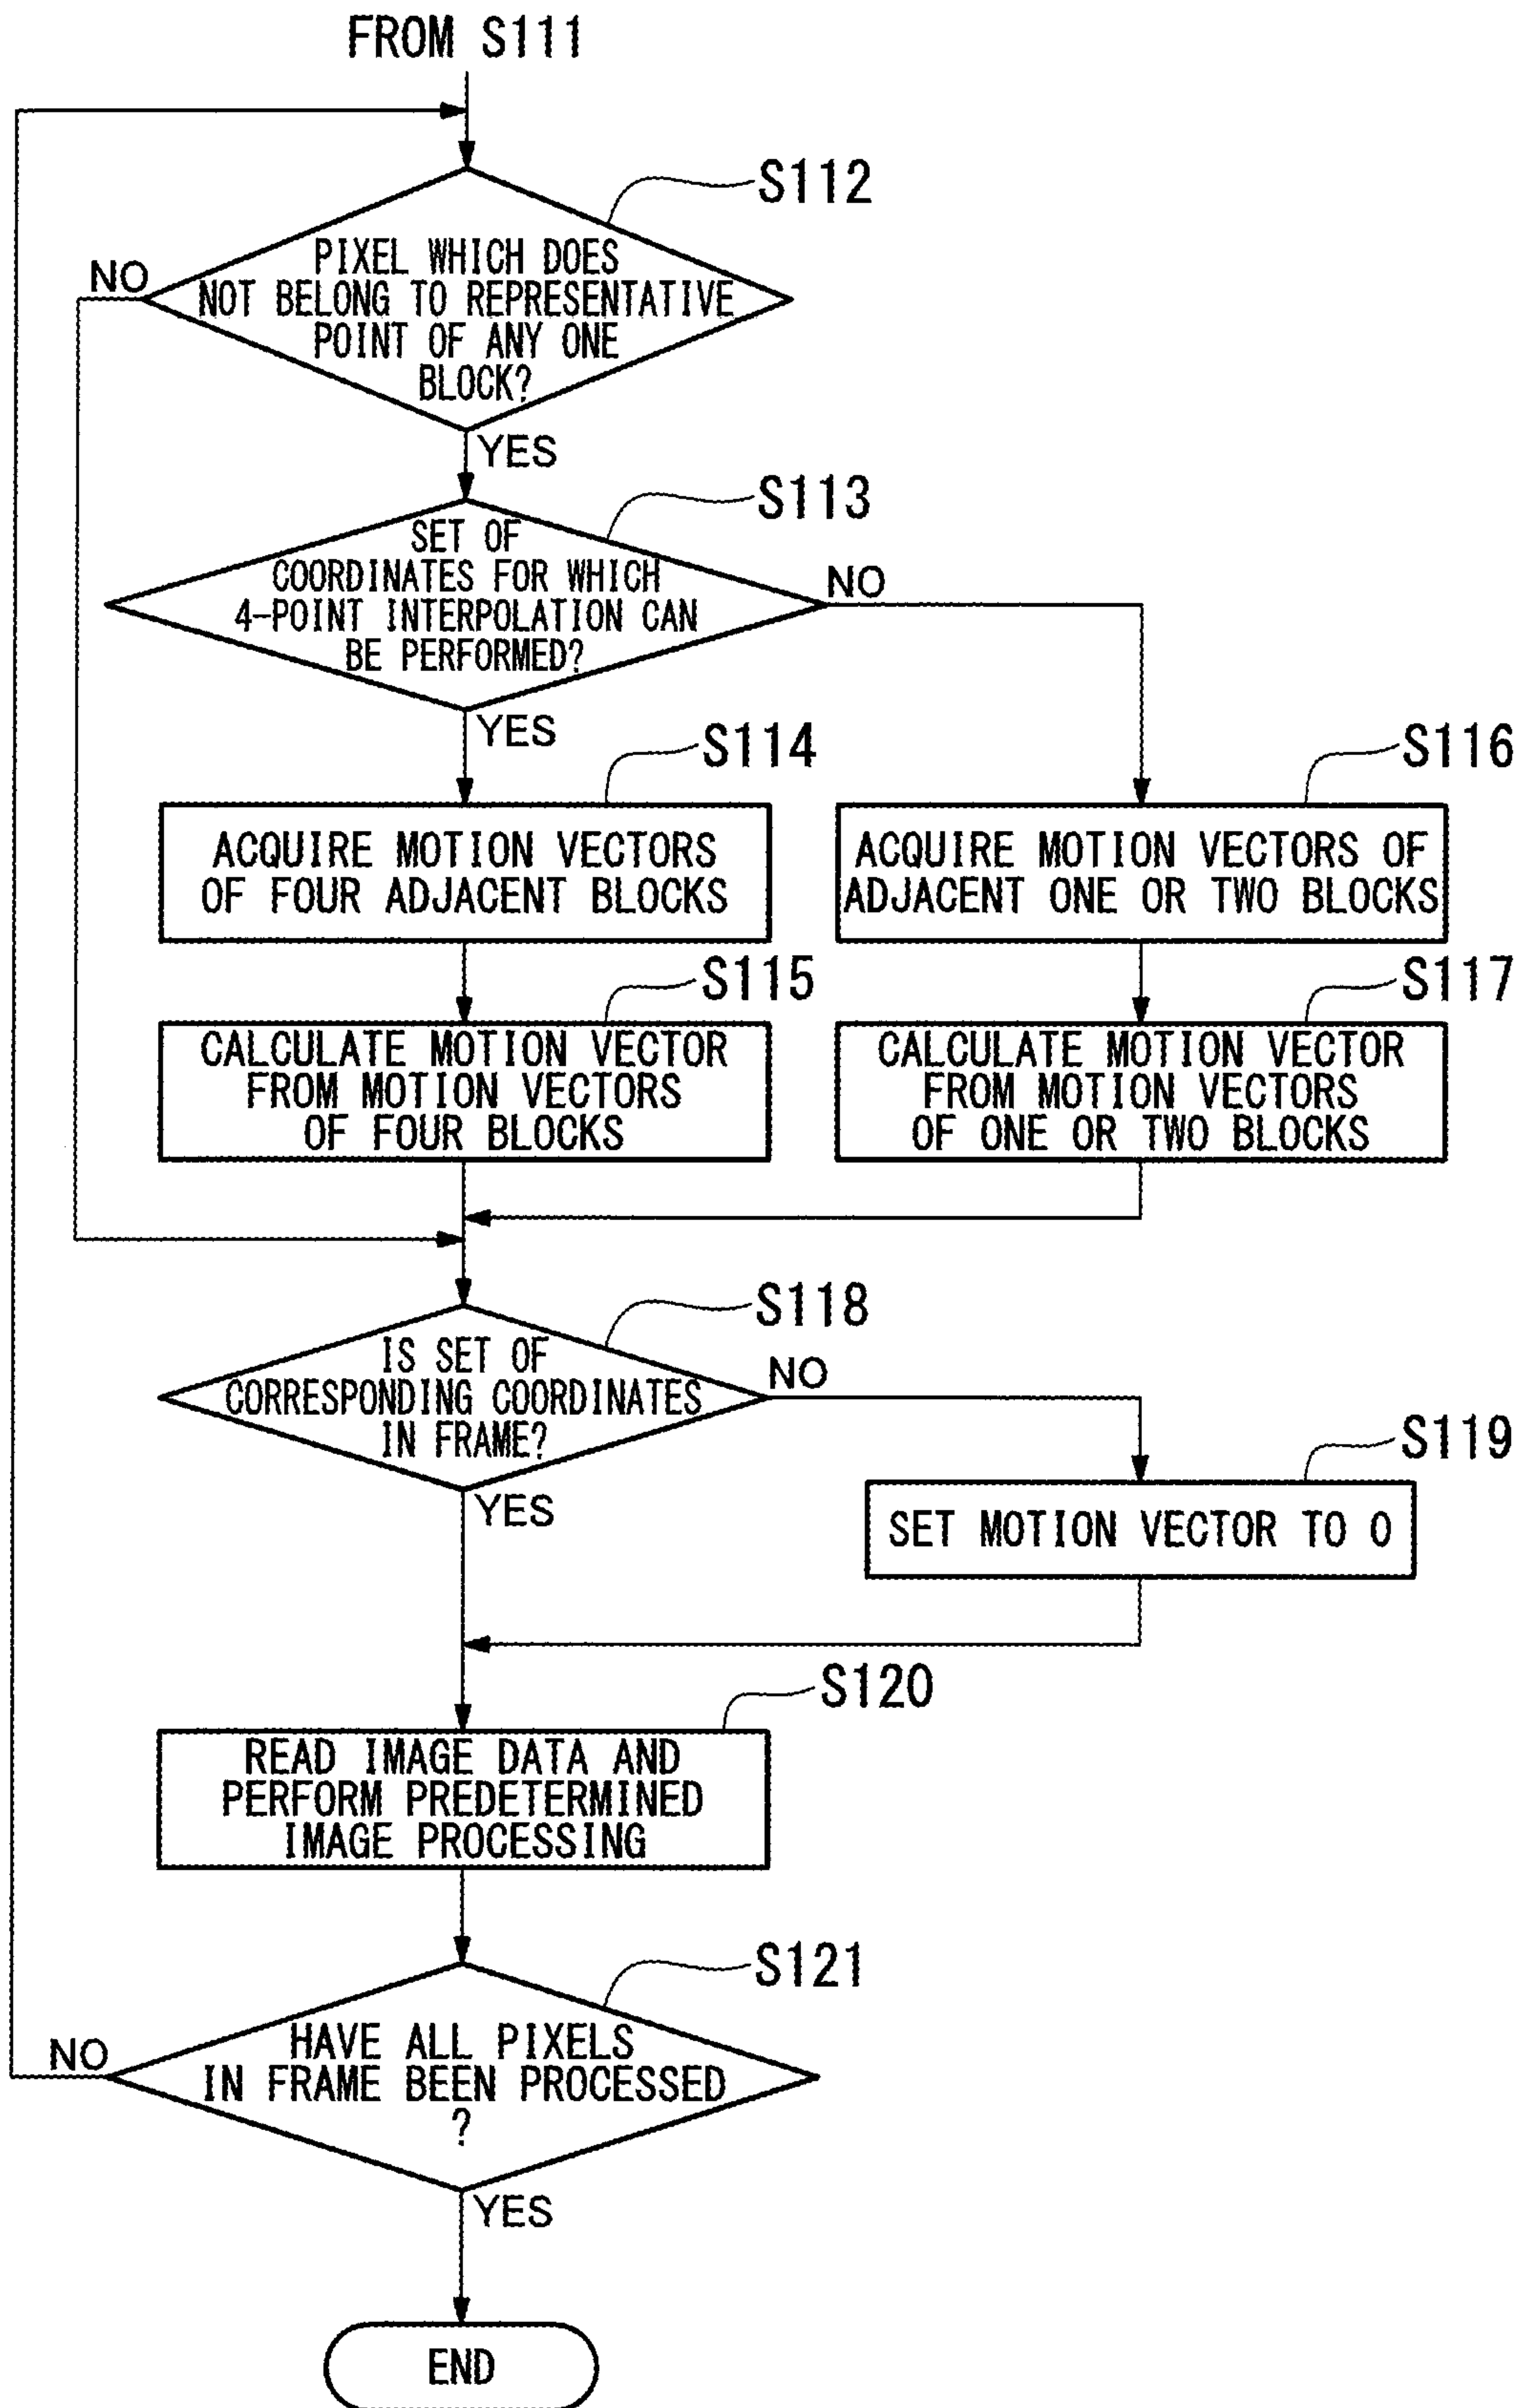 FROM S111
S112
PIXEL WHICH DOES
NOT BELONG TO REPRESENTATIVE
POINT OF ANY ONE
BLOCK?
NO
YES
S113
SET OF
COORDINATES FOR WHICH
4-POINT INTERPOLATION CAN
BE PERFORMED?
NO
YES
S114
ACQUIRE MOTION VECTORS
OF FOUR ADJACENT BLOCKS
S116
ACQUIRE MOTION VECTORS OF
ADJACENT ONE OR TWO BLOCKS
S115
CALCULATE MOTION VECTOR
FROM MOTION VECTORS
OF FOUR BLOCKS
S117
CALCULATE MOTION VECTOR
FROM MOTION VECTORS
OF ONE OR TWO BLOCKS
S118
IS SET OF
CORRESPONDING COORDINATES
IN FRAME?
NO
YES
S119
SET MOTION VECTOR TO 0
S120
READ IMAGE DATA AND
PERFORM PREDETERMINED
IMAGE PROCESSING
S121
HAVE ALL PIXELS
IN FRAME BEEN PROCESSED
?
NO
YES
END